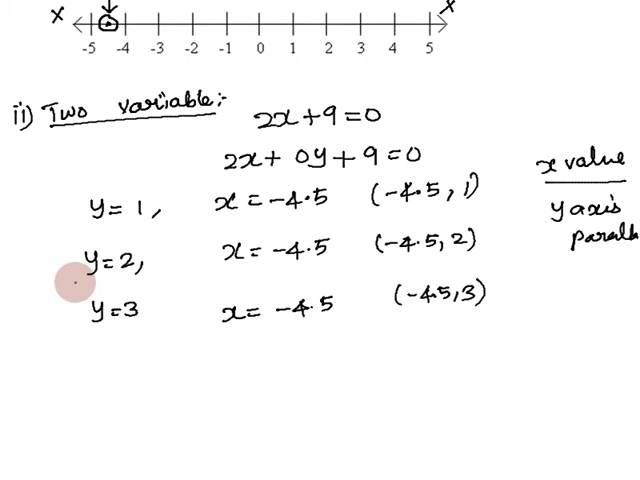 X X
-5 -4 -3 -2 -1 0 1 2 3 4 5
ii) Two variable:-
2x + 9 = 0
2x + 0y + 9 = 0
x value
y = 1, x = -4.5 (-4.5, 1)
y axis
y = 2, x = -4.5 (-4.5, 2)
y = 3 x = -4.5 (-4.5, 3)